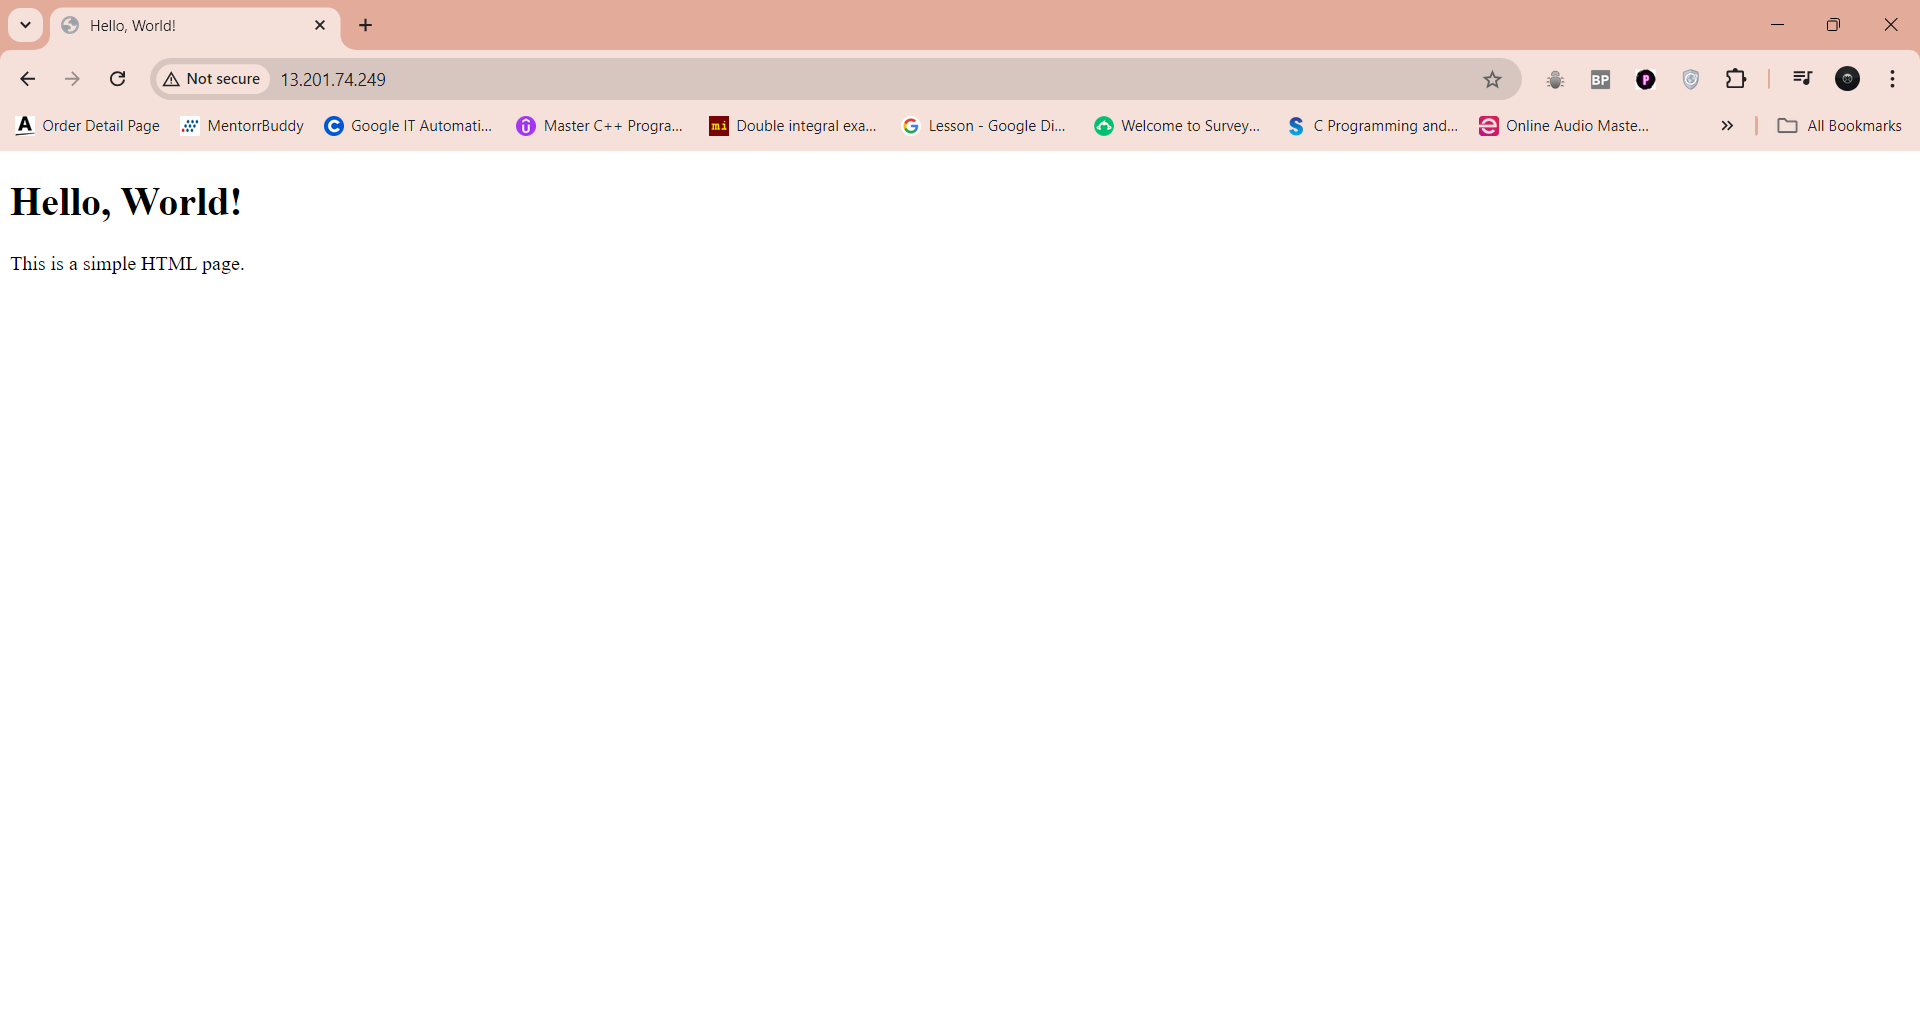 Hello, World!
Not secure 13.201.74.249
BP P
A Order Detail Page MentorrBuddy C Google IT Automati... Master C++ Progra... mi Double integral exa... G Lesson - Google Di... Welcome to Survey... S C Programming and... Online Audio Maste... » All Bookmarks
Hello, World!
This is a simple HTML page.